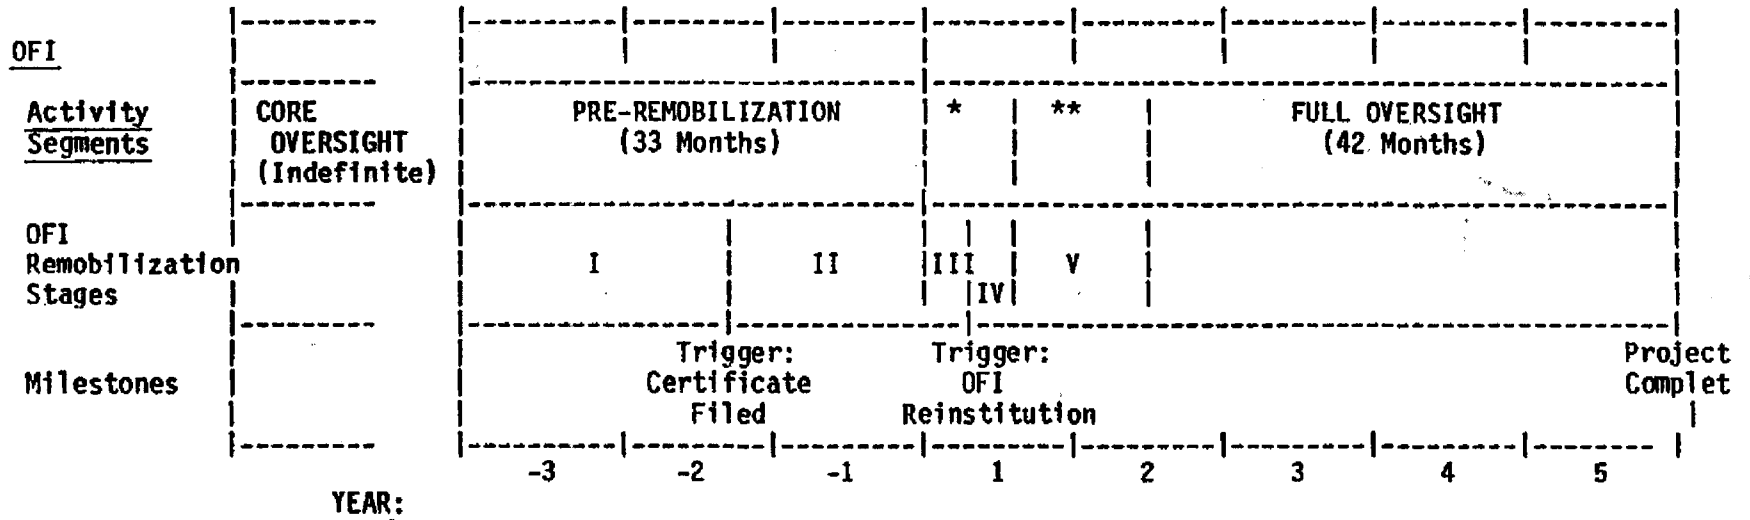 OFI
Activity CORE PRE-REMOBILIZATION * ** FULL OVERSIGHT
Segments OVERSIGHT (33 Months) (42 Months)
(Indefinite)
OFI
Remobilization I II III V
Stages IV
Trigger: Trigger: Project
Milestones Certificate OFI Complet
Filed Reinstitution
-3 -2 -1 1 2 3 4 5
YEAR: